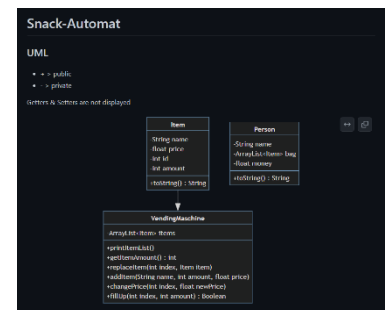 Snack-Automat
UML
+ > public
- > private
Getters & Setters are not displayed
Item
-String name
-float price
-int id
-int amount
+toString() : String
Person
-String name
-ArrayList<Item> bag
-float money
+toString() : String
VendingMaschine
-ArrayList<Item> items
+printItemList()
+getItemAmount() : int
+replaceItem(int index, Item item)
+addItem(String name, int amount, float price)
+changePrice(int index, float newPrice)
+fillUp(int index, int amount) : Boolean